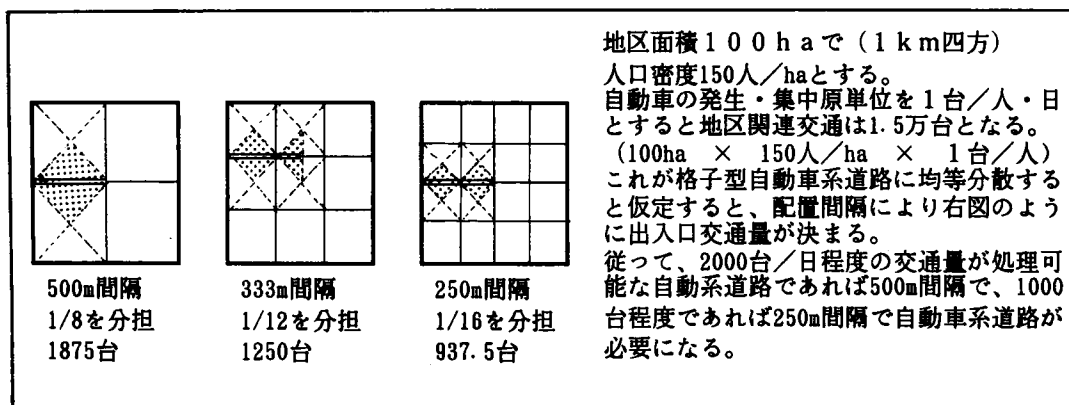 地区面積100haで(1km四方)
人口密度150人/haとする。
自動車の発生・集中原単位を1台/人・日
とすると地区関連交通は1.5万台となる。
(100ha × 150人/ha × 1台/人)
これが格子型自動車系道路に均等分散する
と仮定すると、配置間隔により右図のよう
に出入口交通量が決まる。
従って、2000台/日程度の交通量が処理可
能な自動系道路であれば500m間隔で、1000
台程度であれば250m間隔で自動車系道路が
必要になる。
500m間隔
1/8を分担
1875台
333m間隔
1/12を分担
1250台
250m間隔
1/16を分担
937.5台